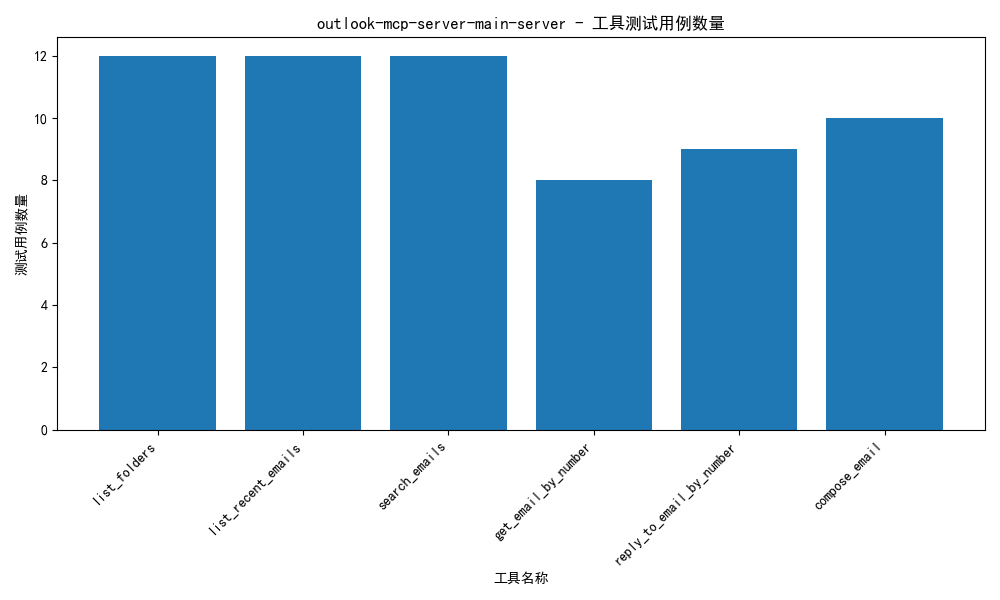 outlook-mcp-server-main-server - 工具测试用例数量
测试用例数量
12
10
8
6
4
2
0
list_folders
list_recent_emails
search_emails
get_email_by_number
reply_to_email_by_number
compose_email
工具名称